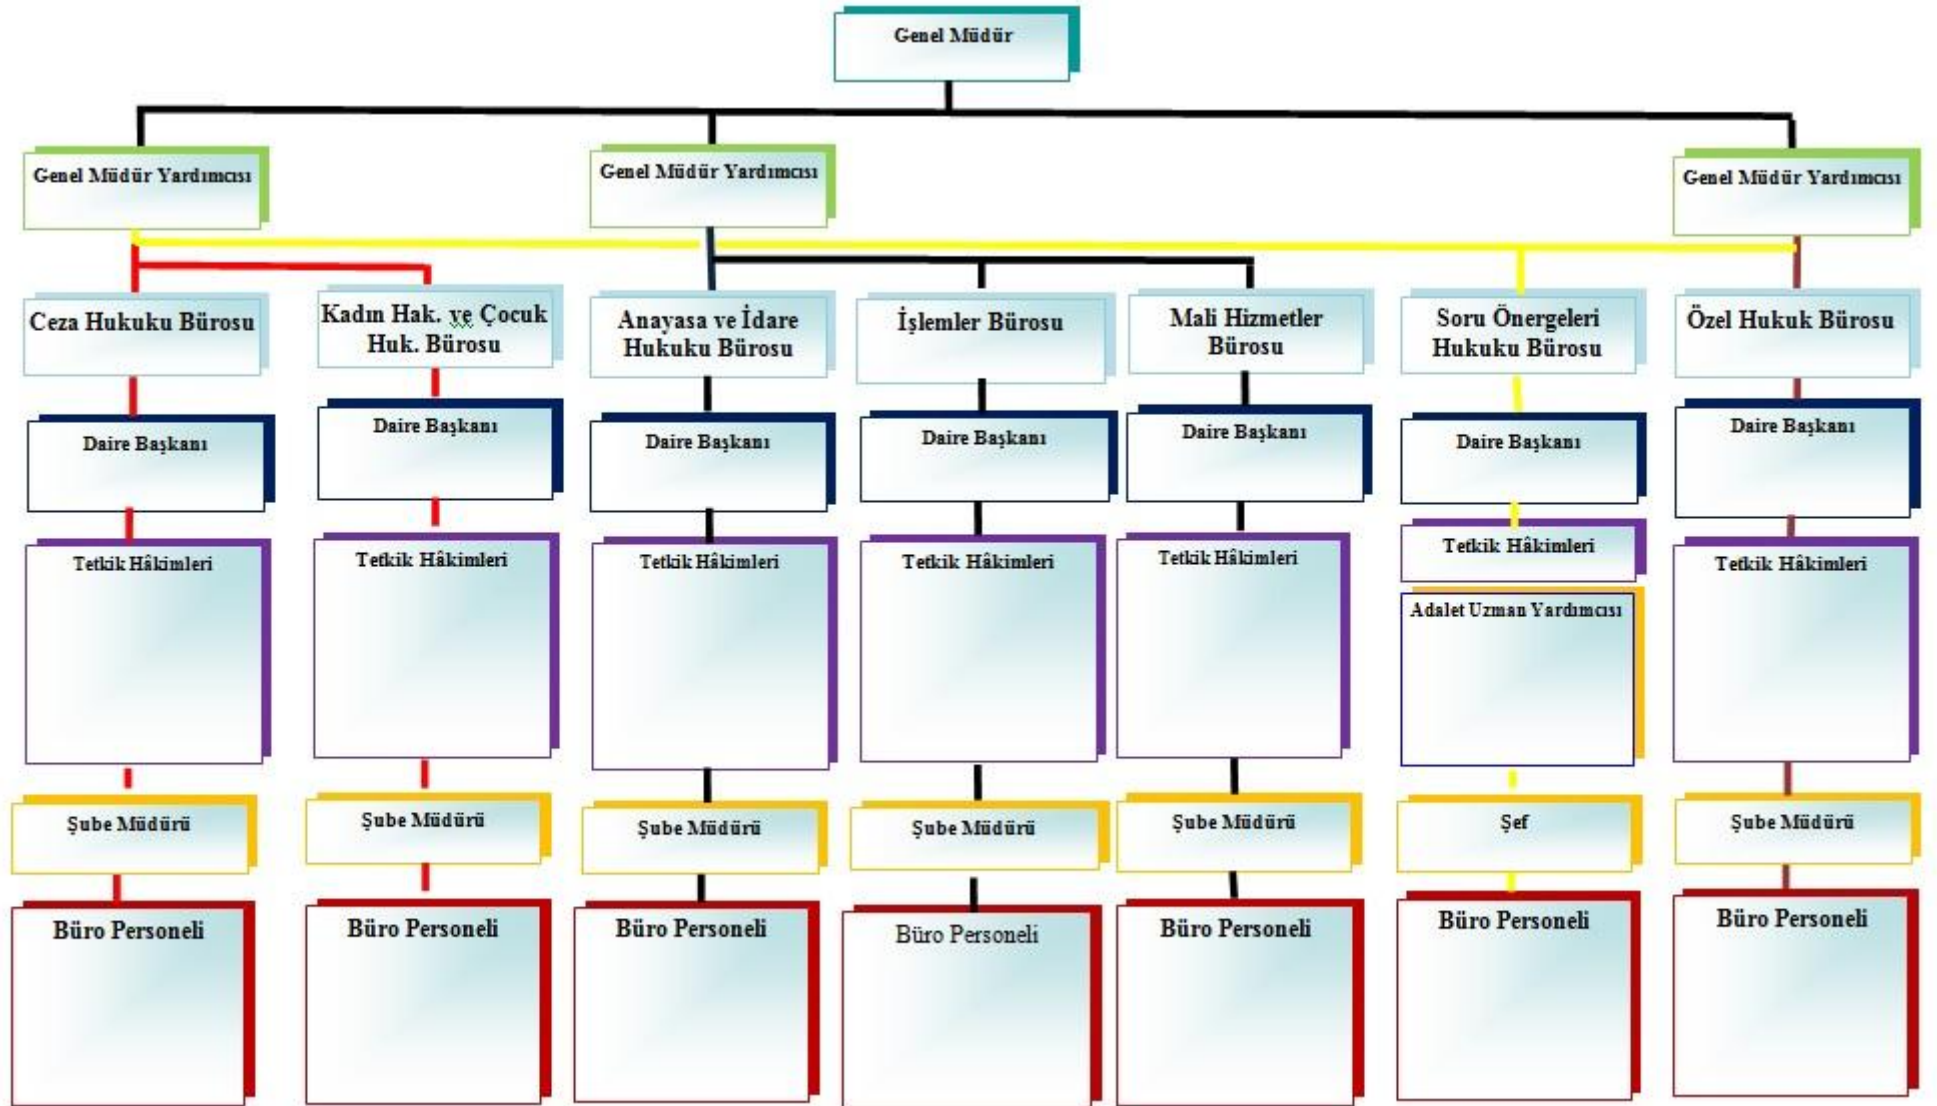 Genel Müdür
Genel Müdür Yardımcısı
Genel Müdür Yardımcısı
Genel Müdür Yardımcısı
Ceza Hukuku Bürosu
Kadın Hak. ve Çocuk
Huk. Bürosu
Anayasa ve İdare
Hukuku Bürosu
İşlemler Bürosu
Mali Hizmetler
Bürosu
Soru Önergeleri
Hukuku Bürosu
Özel Hukuk Bürosu
Daire Başkanı
Daire Başkanı
Daire Başkanı
Daire Başkanı
Daire Başkanı
Daire Başkanı
Daire Başkanı
Tetkik Hâkimleri
Tetkik Hâkimleri
Tetkik Hâkimleri
Tetkik Hâkimleri
Tetkik Hâkimleri
Tetkik Hâkimleri
Adalet Uzman Yardımcısı
Tetkik Hâkimleri
Şube Müdürü
Şube Müdürü
Şube Müdürü
Şube Müdürü
Şube Müdürü
Şef
Şube Müdürü
Büro Personeli
Büro Personeli
Büro Personeli
Büro Personeli
Büro Personeli
Büro Personeli
Büro Personeli